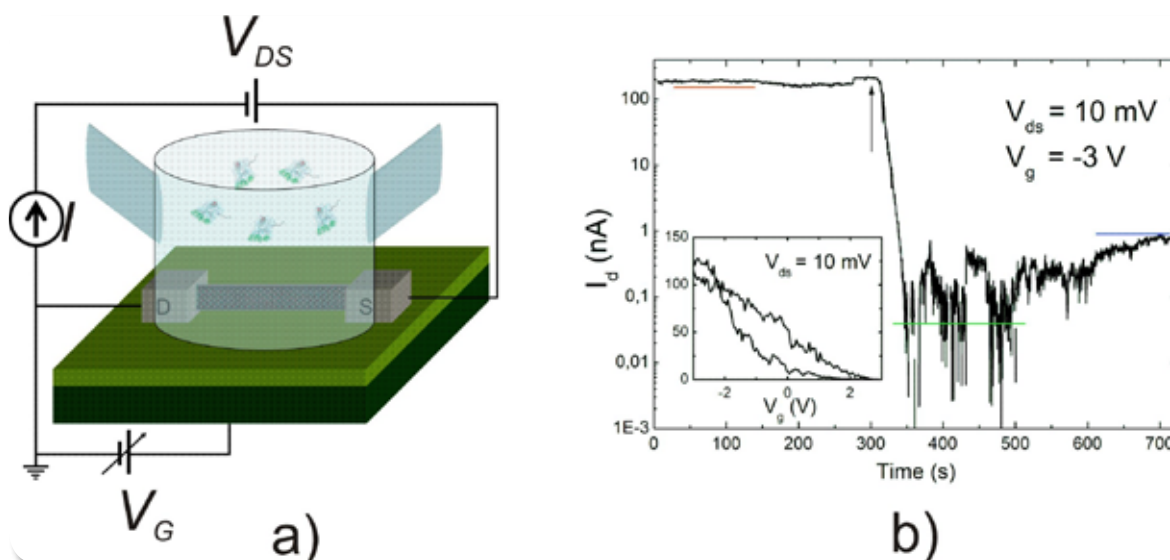 V_DS
I
D
S
V_G
a)
I_d (nA)
100
10
1
0,1
0,01
1E-3
0 100 200 300 400 500 600 700
Time (s)
V_ds = 10 mV
V_g = -3 V
150
100
50
0
-2 0 2
V_g (V)
V_ds = 10 mV
b)